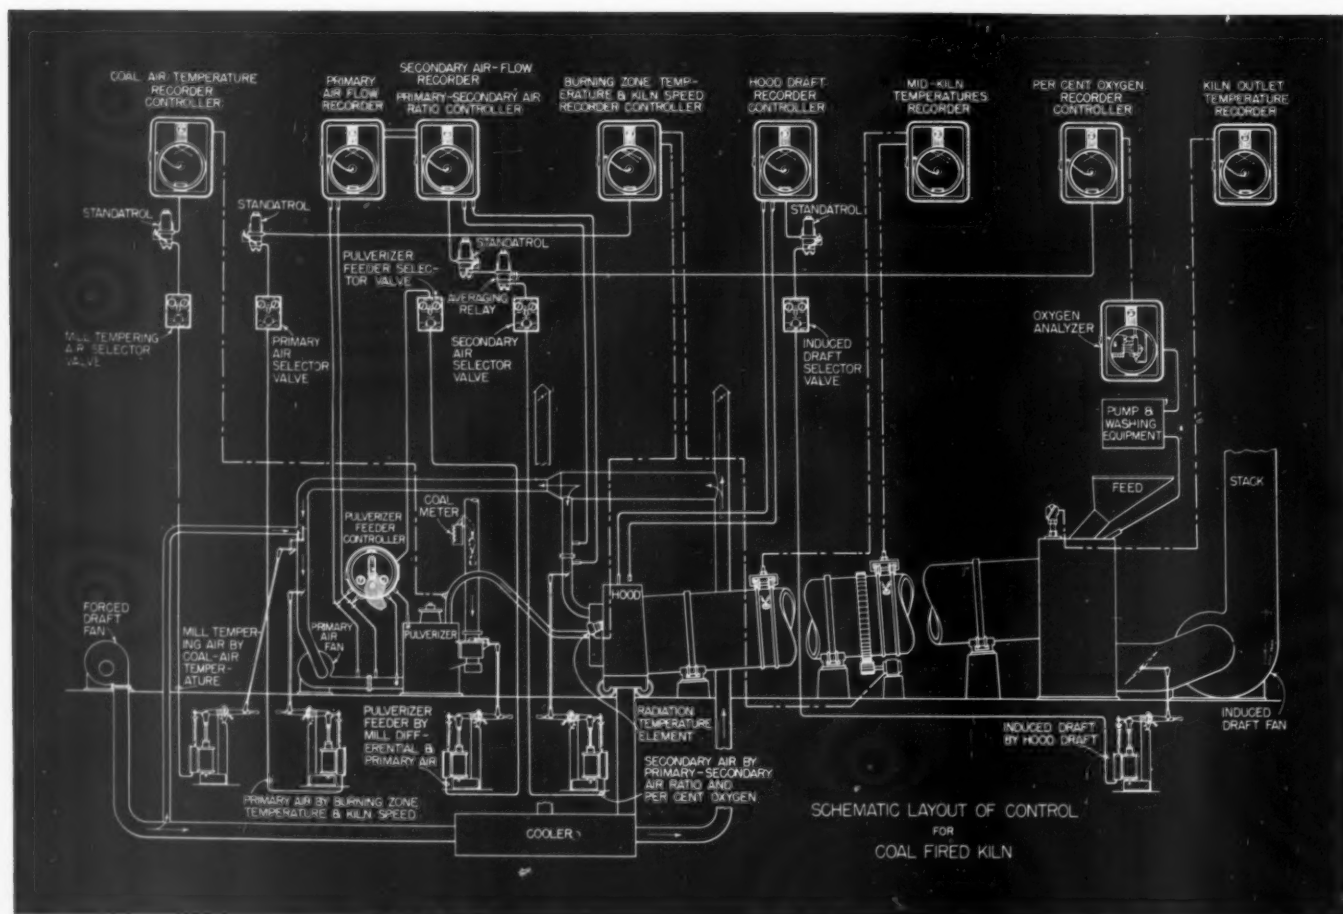 COAL AIR TEMPERATURE
RECORDER
CONTROLLER
PRIMARY
AIR FLOW
RECORDER
SECONDARY AIR-FLOW
RECORDER
PRIMARY-SECONDARY AIR
RATIO CONTROLLER
BURNING ZONE TEMP-
ERATURE & KILN SPEED
RECORDER CONTROLLER
HOOD DRAFT
RECORDER
CONTROLLER
MID-KILN
TEMPERATURES
RECORDER
PER CENT OXYGEN
RECORDER
CONTROLLER
KILN OUTLET
TEMPERATURE
RECORDER
STANDATROL
STANDATROL
STANDATROL
STANDATROL
PULVERIZER
FEEDER SELEC-
TOR VALVE
AVERAGING
RELAY
MILL TEMPERING
AIR SELECTOR
VALVE
PRIMARY
AIR
SELECTOR
VALVE
SECONDARY
AIR
SELECTOR
VALVE
INDUCED
DRAFT
SELECTOR
VALVE
OXYGEN
ANALYZER
PUMP &
WASHING
EQUIPMENT
FEED
STACK
COAL
METER
PULVERIZER
FEEDER
CONTROLLER
HOOD
FORCED
DRAFT
FAN
MILL TEMPER-
ING AIR BY
COAL-AIR
TEMPER-
ATURE
PRIMARY
AIR
FAN
PULVERIZER
PULVERIZER
FEEDER BY
MILL DIFF-
ERENTIAL &
PRIMARY AIR
RADIATION
TEMPERATURE
ELEMENT
SECONDARY AIR BY
PRIMARY-SECONDARY
AIR RATIO AND
PER CENT OXYGEN
INDUCED DRAFT
BY HOOD DRAFT
INDUCED
DRAFT FAN
PRIMARY AIR BY BURNING ZONE
TEMPERATURE & KILN SPEED
COOLER
SCHEMATIC LAYOUT OF CONTROL
FOR
COAL FIRED KILN